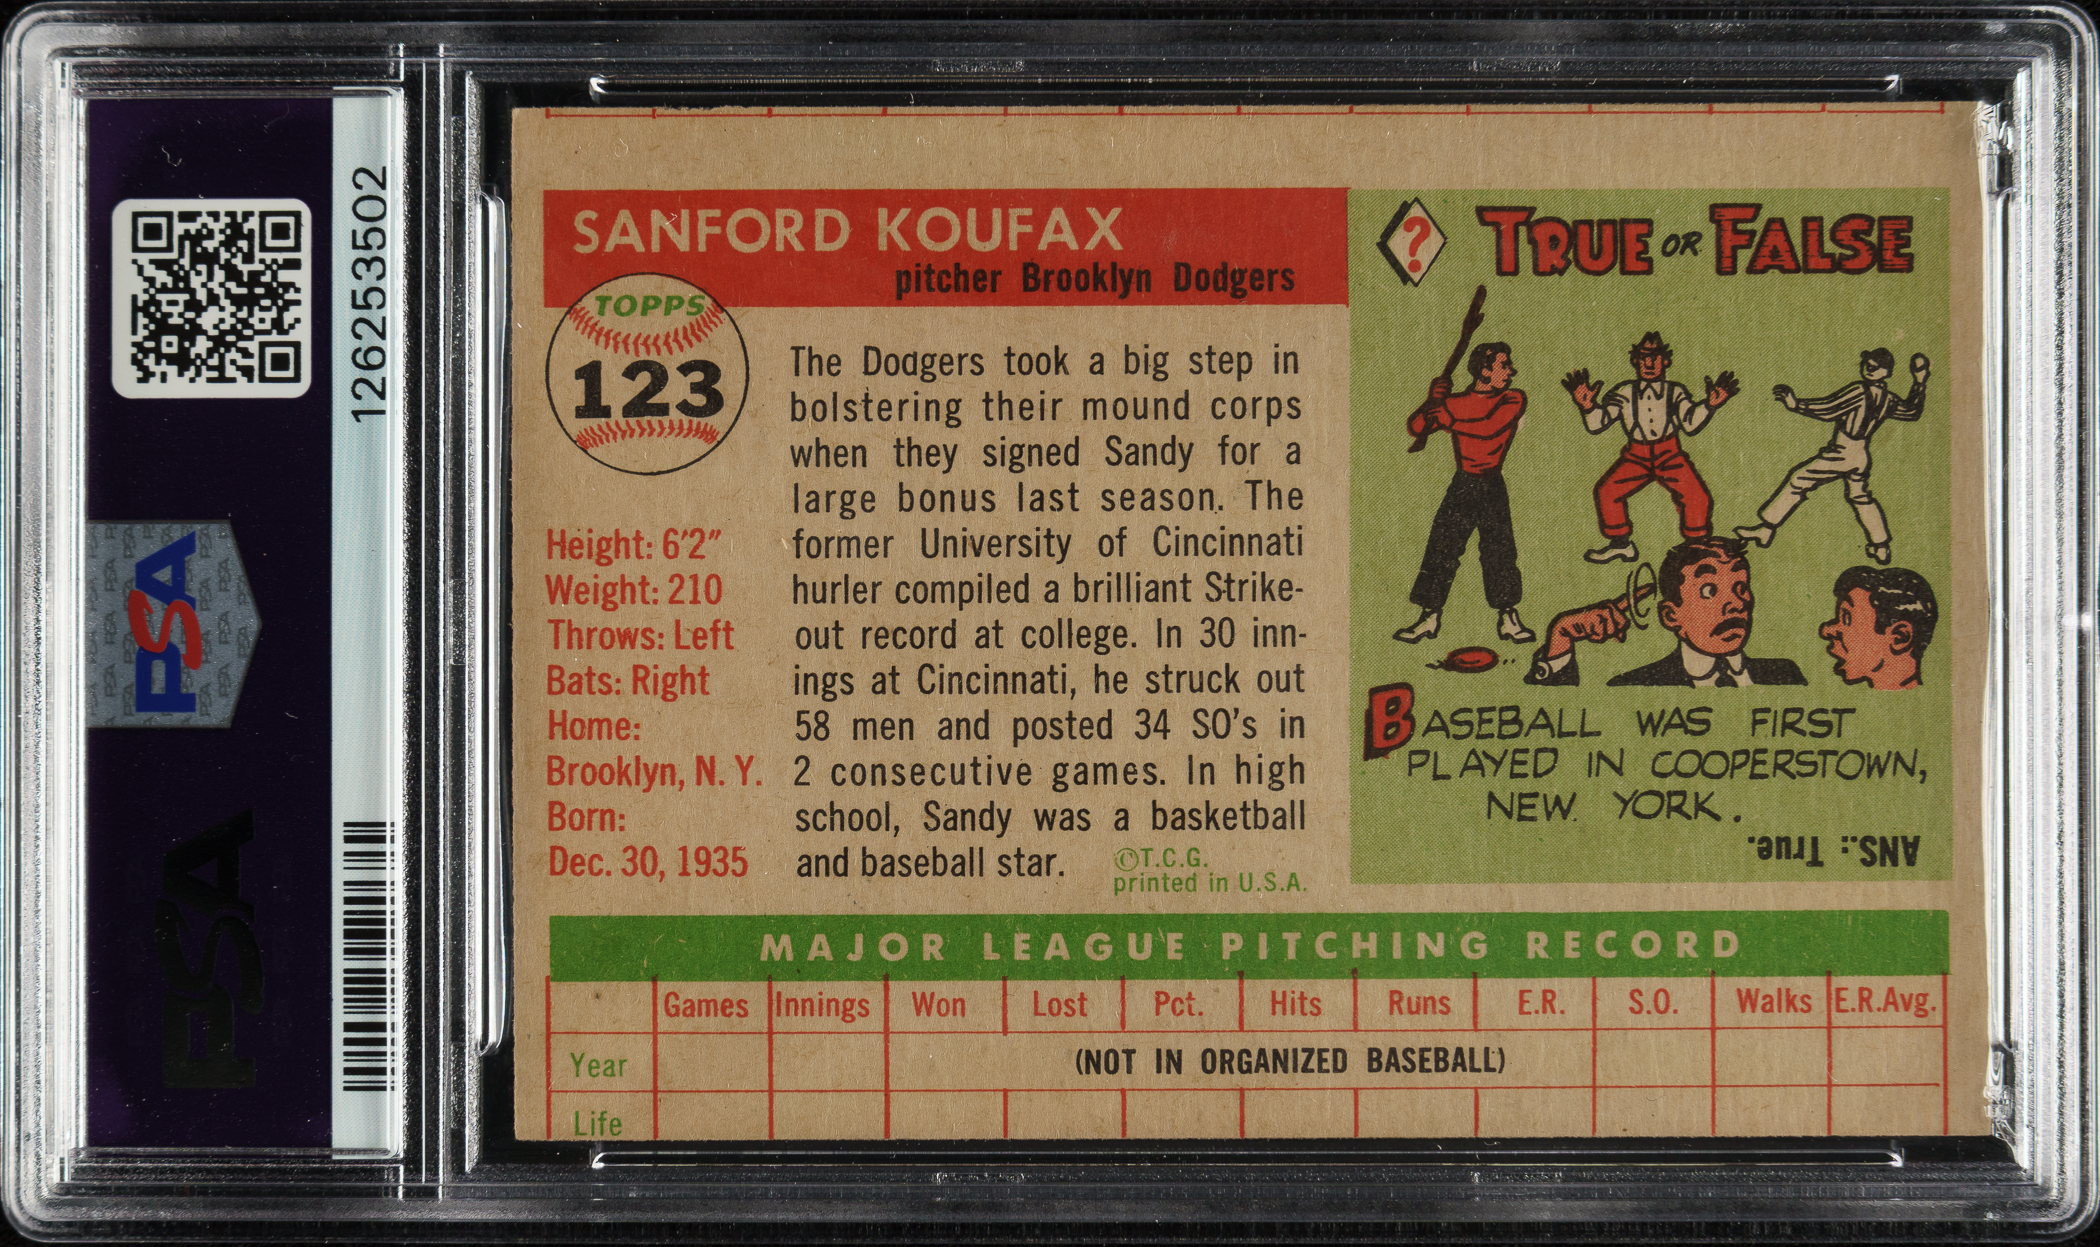 126253502
PSA
PSA
SANFORD KOUFAX
pitcher Brooklyn Dodgers
TOPPS
123
Height: 6'2"
Weight: 210
Throws: Left
Bats: Right
Home:
Brooklyn, N. Y.
Born:
Dec. 30, 1935
The Dodgers took a big step in
bolstering their mound corps
when they signed Sandy for a
large bonus last season. The
former University of Cincinnati
hurler compiled a brilliant Strike-
out record at college. In 30 inn-
ings at Cincinnati, he struck out
58 men and posted 34 SO's in
2 consecutive games. In high
school, Sandy was a basketball
and baseball star.
©T.C.G.
printed in U.S.A.
? TRUE OR FALSE
BASEBALL WAS FIRST
PLAYED IN COOPERSTOWN,
NEW YORK.
ANS.: True.
MAJOR LEAGUE PITCHING RECORD
Games Innings Won Lost Pct. Hits Runs E.R. S.O. Walks E.R.Avg.
Year (NOT IN ORGANIZED BASEBALL)
Life